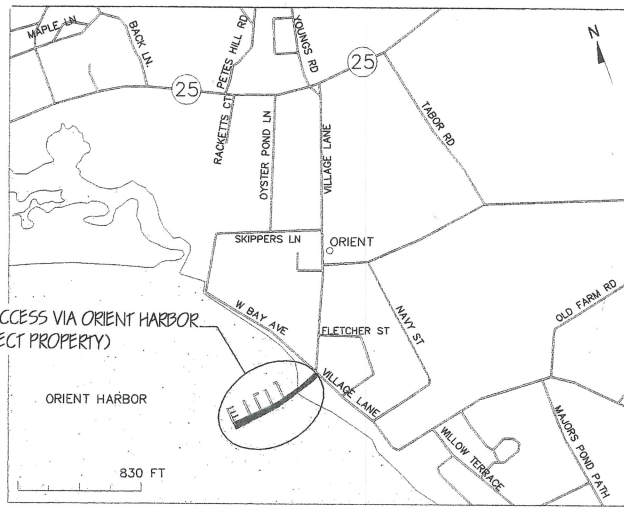 MAPLE LN
BACK LN.
PETES HILL RD
YOUNGS RD
N
25
25
RACKETTS CT
OYSTER POND LN
VILLAGE LANE
TABOR RD
SKIPPERS LN
ORIENT
W BAY AVE
NAVY ST
OLD FARM RD
CCESS VIA ORIENT HARBOR
ECT PROPERTY)
FLETCHER ST
ORIENT HARBOR
VILLAGE LANE
WILLOW TERRACE
MAJORS POND PATH
830 FT